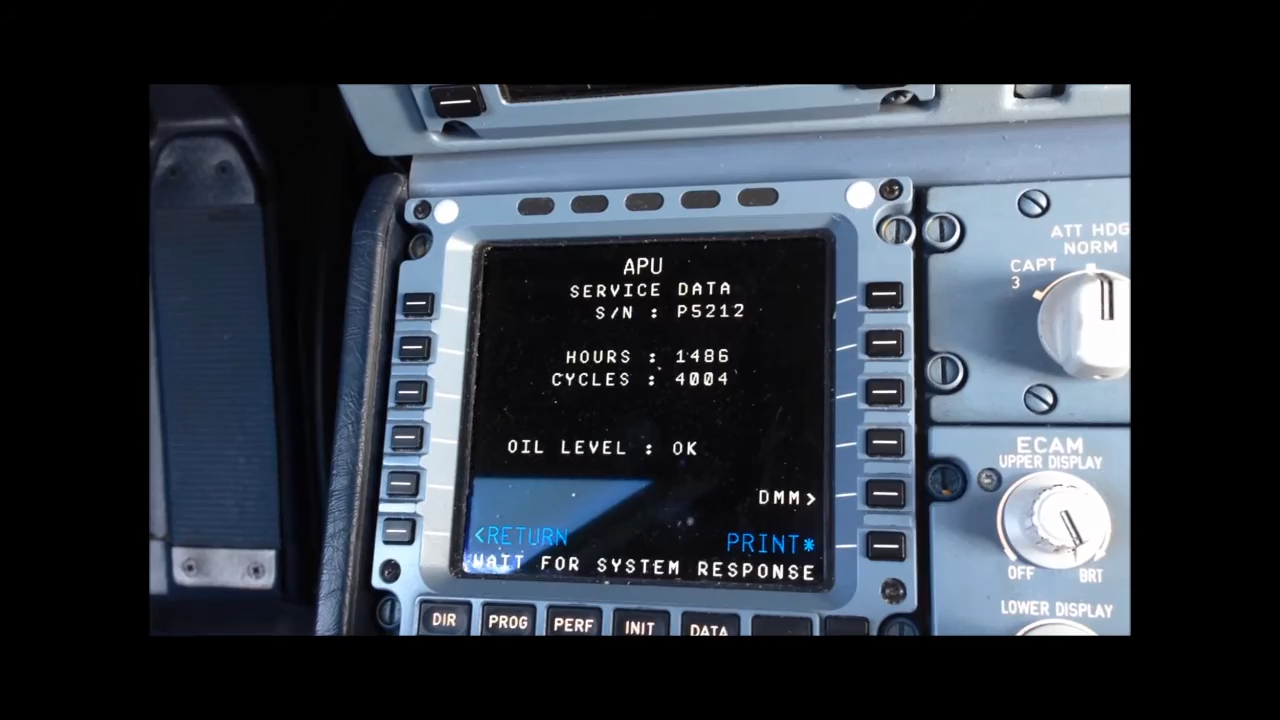 APU
SERVICE DATA
S/N : P5212
HOURS : 1486
CYCLES : 4004
OIL LEVEL : OK
DMM>
<RETURN PRINT*
WAIT FOR SYSTEM RESPONSE
DIR PROG PERF INIT DATA
ATT HDG
NORM
CAPT
3
ECAM
UPPER DISPLAY
OFF BRT
LOWER DISPLAY